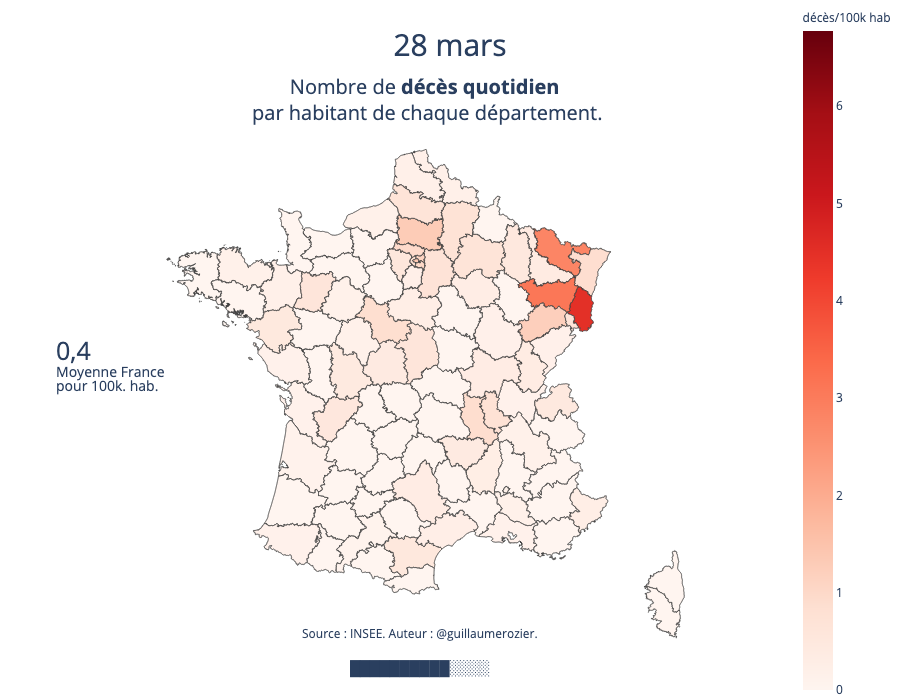 décès/100k hab
28 mars
Nombre de décès quotidien
par habitant de chaque département.
6
5
4
3
2
1
0
0,4
Moyenne France
pour 100k. hab.
Source : INSEE. Auteur : @guillaumerozier.